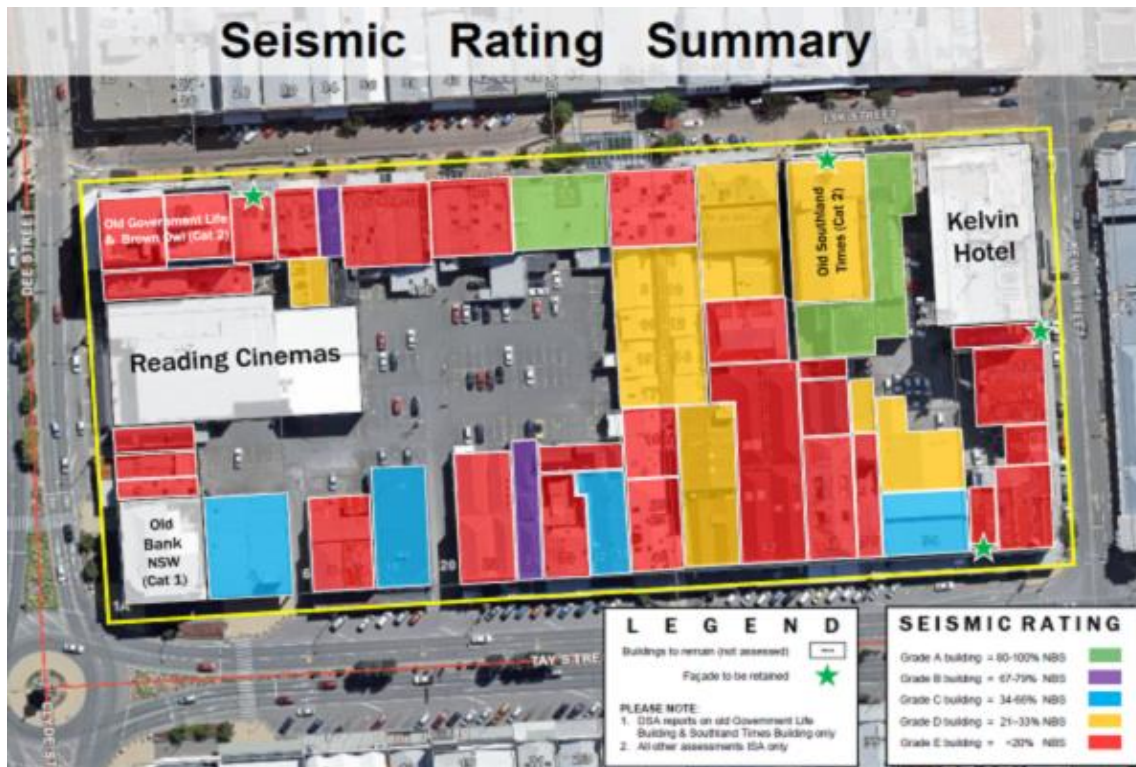 Seismic Rating Summary
ESK STREET
DEE STREET
Old Government Life
& Brown Owl (Cat 2)
Old Southland
Times (Cat 2)
Kelvin
Hotel
KELVIN STREET
Reading Cinemas
Old
Bank
NSW
(Cat 1)
20
TAY STRE
L E G E N D
Buildings to remain (not assessed)
Façade to be retained
PLEASE NOTE:
1. DSA reports on old Government Life
Building & Southland Times Building only
2. All other assessments ISA only
SEISMIC RATING
Grade A building = 80-100% NBS
Grade B building = 67-79% NBS
Grade C building = 34-66% NBS
Grade D building = 21-33% NBS
Grade E building = <20% NBS